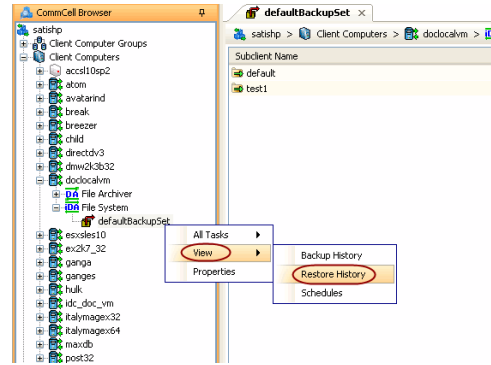 CommCell Browser
defaultBackupSet
satishp
satishp > Client Computers > doclocalvm >
Client Computer Groups
Client Computers
Subclient Name
accsl10sp2
default
atom
test1
avatarind
break
breezer
child
directdv3
dmw2k3b32
doclocalvm
File Archiver
File System
defaultBackupSet
esxsles10
ex2k7_32
ganga
ganges
hulk
idc_doc_vm
italymagex32
italymagex64
maxdb
post32
All Tasks
View
Properties
Backup History
Restore History
Schedules